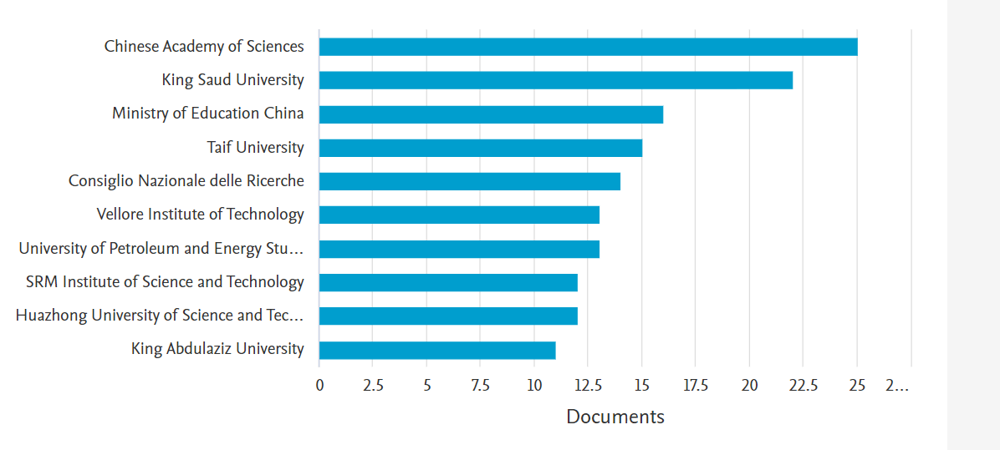 Chinese Academy of Sciences
King Saud University
Ministry of Education China
Taif University
Consiglio Nazionale delle Ricerche
Vellore Institute of Technology
University of Petroleum and Energy Stu...
SRM Institute of Science and Technology
Huazhong University of Science and Tec...
King Abdulaziz University
0 2.5 5 7.5 10 12.5 15 17.5 20 22.5 25 2...
Documents